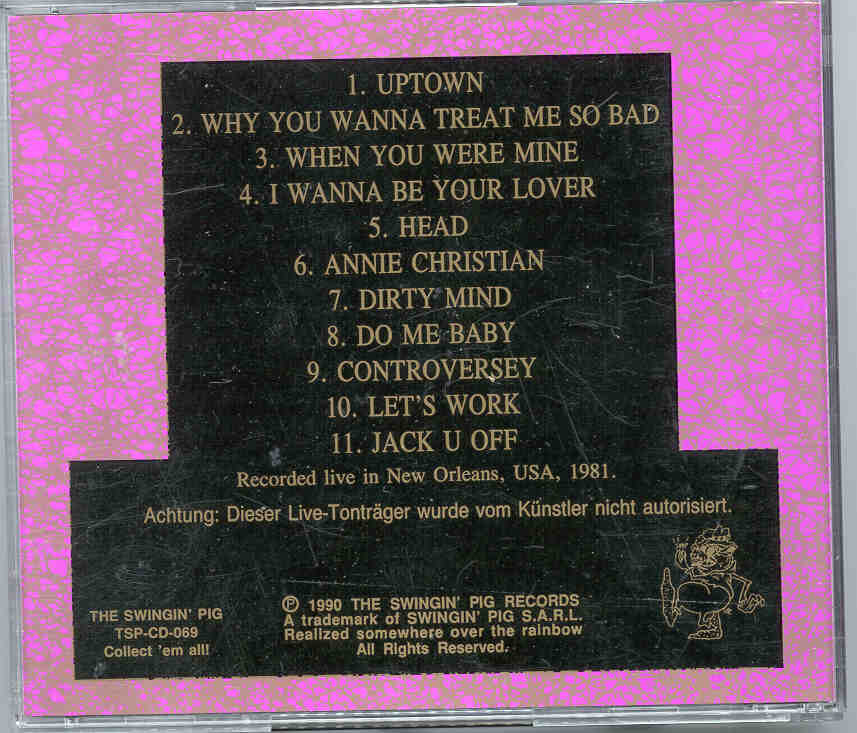 1. UPTOWN
2. WHY YOU WANNA TREAT ME SO BAD
3. WHEN YOU WERE MINE
4. I WANNA BE YOUR LOVER
5. HEAD
6. ANNIE CHRISTIAN
7. DIRTY MIND
8. DO ME BABY
9. CONTROVERSEY
10. LET'S WORK
11. JACK U OFF
Recorded live in New Orleans, USA, 1981.
Achtung: Dieser Live-Tonträger wurde vom Künstler nicht autorisiert.
THE SWINGIN' PIG
TSP-CD-069
Collect 'em all!
℗ 1990 THE SWINGIN' PIG RECORDS
A trademark of SWINGIN' PIG S.A.R.L.
Realized somewhere over the rainbow
All Rights Reserved.